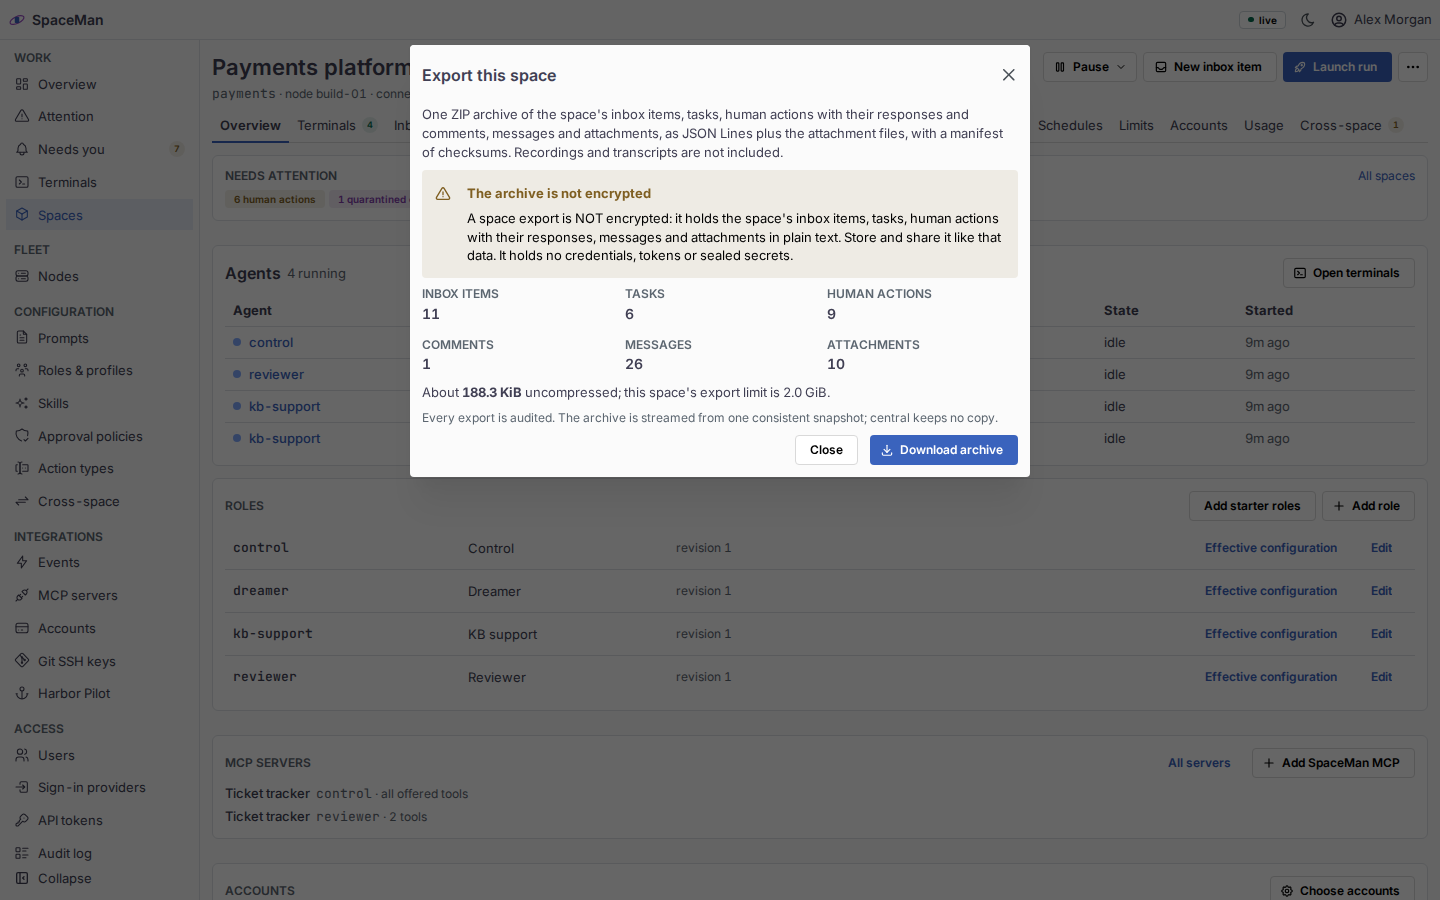 SpaceMan
live
Alex Morgan
WORK
Overview
Attention
Needs you 7
Terminals
Spaces
FLEET
Nodes
CONFIGURATION
Prompts
Roles & profiles
Skills
Approval policies
Action types
Cross-space
INTEGRATIONS
Events
MCP servers
Accounts
Git SSH keys
Harbor Pilot
ACCESS
Users
Sign-in providers
API tokens
Audit log
Collapse
Payments platform
payments · node build-01 ·
Pause
New inbox item
Launch run
Overview Terminals 4 Schedules Limits Accounts Usage Cross-space 1
NEEDS ATTENTION
All spaces
6 human actions 1 quarantined
Agents 4 running
Open terminals
Agent State Started
control idle 9m ago
reviewer idle 9m ago
kb-support idle 9m ago
kb-support idle 9m ago
Export this space
One ZIP archive of the space's inbox items, tasks, human actions with their responses and
comments, messages and attachments, as JSON Lines plus the attachment files, with a manifest
of checksums. Recordings and transcripts are not included.
The archive is not encrypted
A space export is NOT encrypted: it holds the space's inbox items, tasks, human actions
with their responses, messages and attachments in plain text. Store and share it like that
data. It holds no credentials, tokens or sealed secrets.
INBOX ITEMS TASKS HUMAN ACTIONS
11 6 9
COMMENTS MESSAGES ATTACHMENTS
1 26 10
About 188.3 KiB uncompressed; this space's export limit is 2.0 GiB.
Every export is audited. The archive is streamed from one consistent snapshot; central keeps no copy.
Close
Download archive
ROLES
Add starter roles
Add role
control Control revision 1 Effective configuration Edit
dreamer Dreamer revision 1 Effective configuration Edit
kb-support KB support revision 1 Effective configuration Edit
reviewer Reviewer revision 1 Effective configuration Edit
MCP SERVERS
All servers
Add SpaceMan MCP
Ticket tracker control · all offered tools
Ticket tracker reviewer · 2 tools
ACCOUNTS
Choose accounts